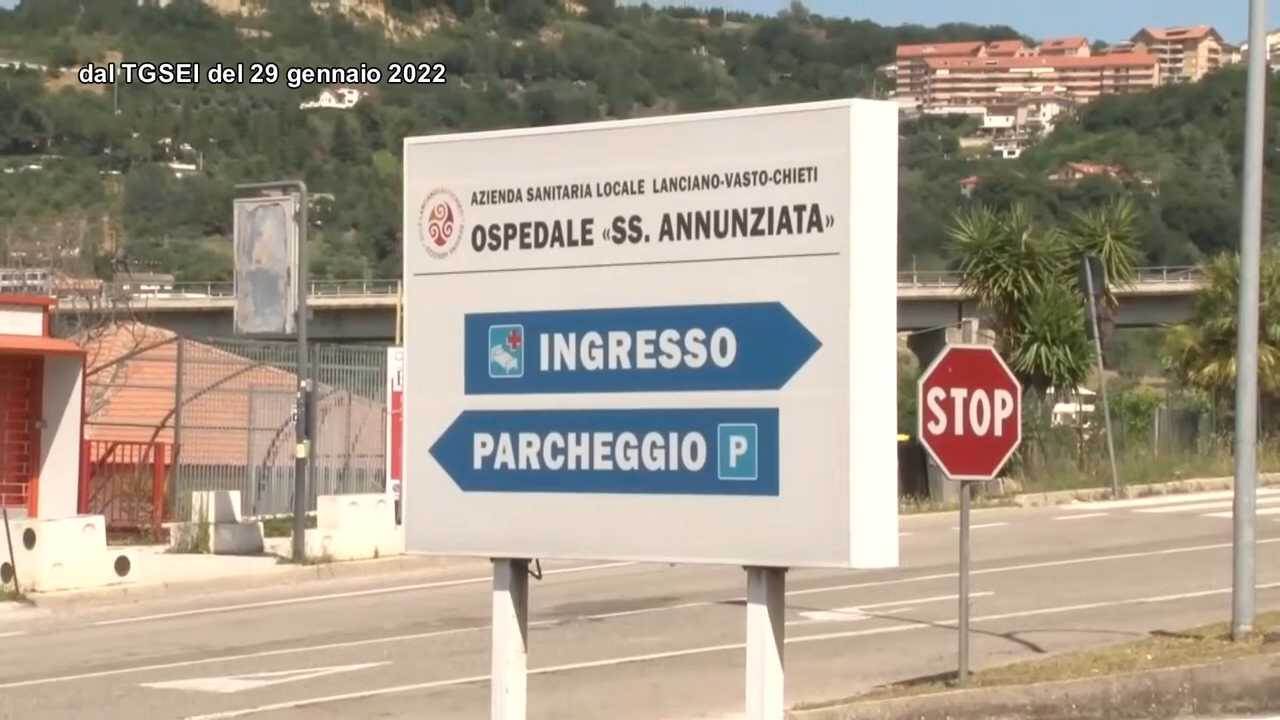 dal TGSEI del 29 gennaio 2022
AZIENDA SANITARIA LOCALE LANCIANO-VASTO-CHIETI
OSPEDALE «SS. ANNUNZIATA»
INGRESSO
PARCHEGGIO P
STOP